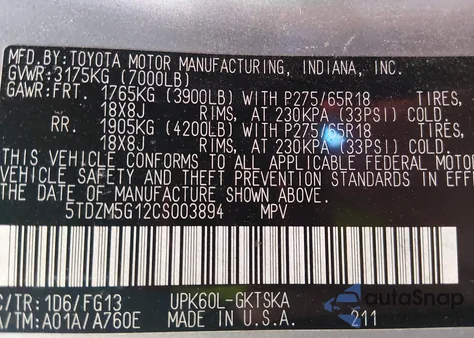 MFD.BY:TOYOTA MOTOR MANUFACTURING, INDIANA, INC.
GVWR:3175KG (7000LB)
GAWR:FRT. 1765KG (3900LB) WITH P275/65R18 TIRES,
18X8J RIMS, AT 230KPA (33PSI) COLD.
RR. 1905KG (4200LB) WITH P275/65R18 TIRES,
18X8J RIMS, AT 230KPA (33PSI) COLD.
THIS VEHICLE CONFORMS TO ALL APPLICABLE FEDERAL MOTOR
VEHICLE SAFETY AND THEFT PREVENTION STANDARDS IN EFFE
THE DATE OF MANUFACTURE SHOWN ABOVE.
5TDZM5G12CS003894 MPV
C/TR:1D6/FG13 UPK60L-GKTSKA
A/TM:A01A/A760E MADE IN U.S.A. 211
autoSnap